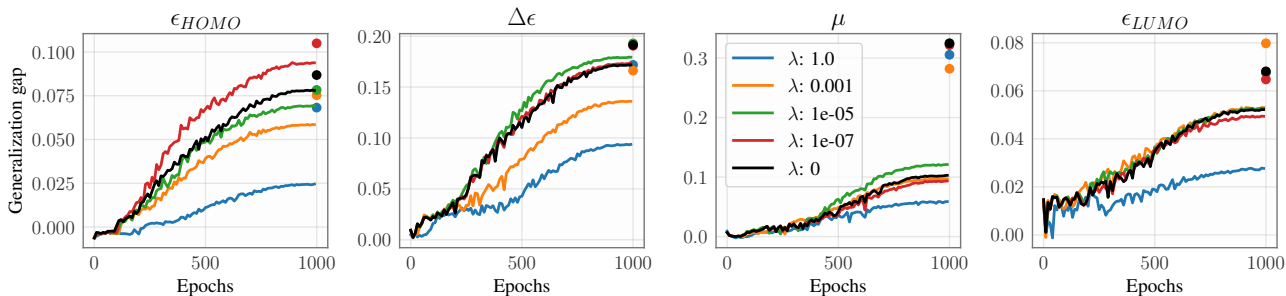 ϵHOMO
Δϵ
μ
ϵLUMO
Generalization gap
0.100
0.075
0.050
0.025
0.000
0
500
1000
Epochs
0.20
0.15
0.10
0.05
0.00
0
500
1000
Epochs
0.3
0.2
0.1
0.0
λ: 1.0
λ: 0.001
λ: 1e-05
λ: 1e-07
λ: 0
0
500
1000
Epochs
0.08
0.06
0.04
0.02
0.00
0
500
1000
Epochs